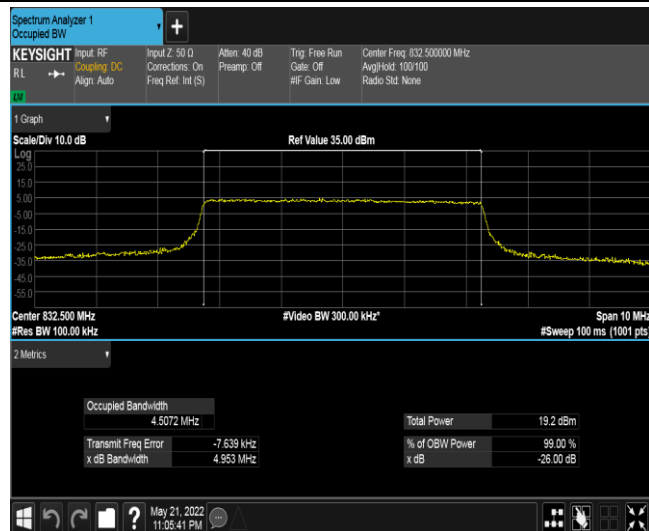 Spectrum Analyzer 1
Occupied BW
+
KEYSIGHT
RL
Input: RF
Coupling: DC
Align: Auto
Input Z: 50 Ω
Corrections: On
Freq Ref: Int (S)
Atten: 40 dB
Preamp: Off
Trig: Free Run
Gate: Off
#IF Gain: Low
Center Freq: 832.500000 MHz
Avg|Hold: 100/100
Radio Std: None
1 Graph
Scale/Div 10.0 dB
Ref Value 35.00 dBm
Log
25.0
15.0
5.00
-5.00
-15.0
-25.0
-35.0
-45.0
-55.0
Center 832.500 MHz
#Video BW 300.00 kHz*
Span 10 MHz
#Res BW 100.00 kHz
#Sweep 100 ms (1001 pts)
2 Metrics
Occupied Bandwidth
4.5072 MHz
Total Power 19.2 dBm
Transmit Freq Error -7.639 kHz
% of OBW Power 99.00 %
x dB Bandwidth 4.953 MHz
x dB -26.00 dB
?
May 21, 2022
11:05:41 PM